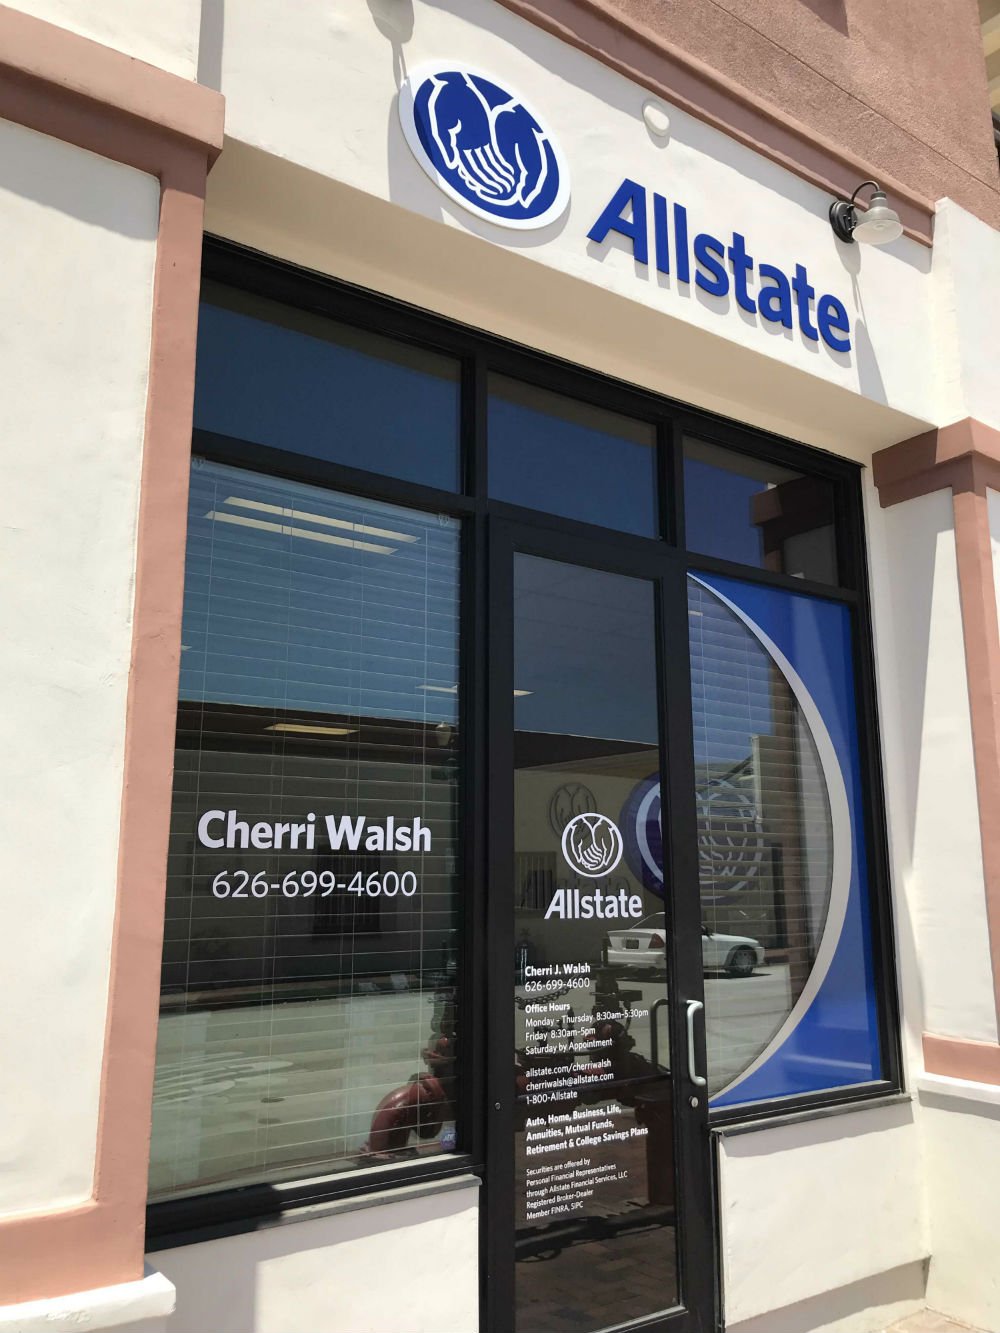 Allstate
Cherri Walsh
626-699-4600
Allstate
Cherri J. Walsh
626-699-4600
Office Hours
Monday - Thursday 8:30am-5:30pm
Friday 8:30am-5pm
Saturday by Appointment
allstate.com/cherriwalsh
cherriwalsh@allstate.com
1-800-Allstate
Auto, Home, Business, Life,
Annuities, Mutual Funds,
Retirement & College Savings Plans
Securities are offered by
Personal Financial Representatives
through Allstate Financial Services, LLC
Registered Broker-Dealer
Member FINRA, SIPC